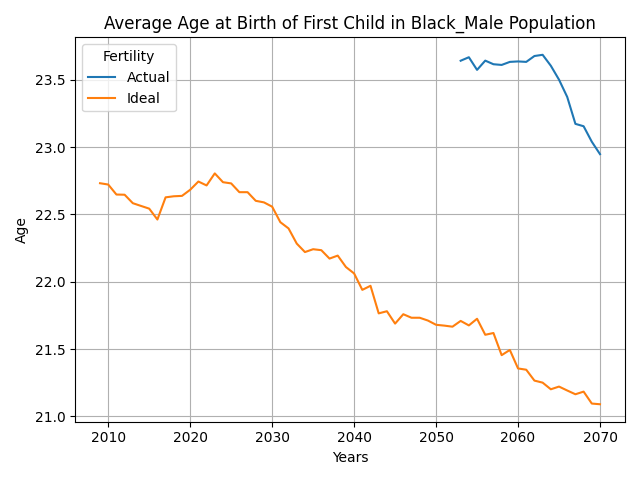 Average Age at Birth of First Child in Black_Male Population
Fertility
Actual
Ideal
23.5
23.0
22.5
22.0
21.5
21.0
Age
2010
2020
2030
2040
2050
2060
2070
Years